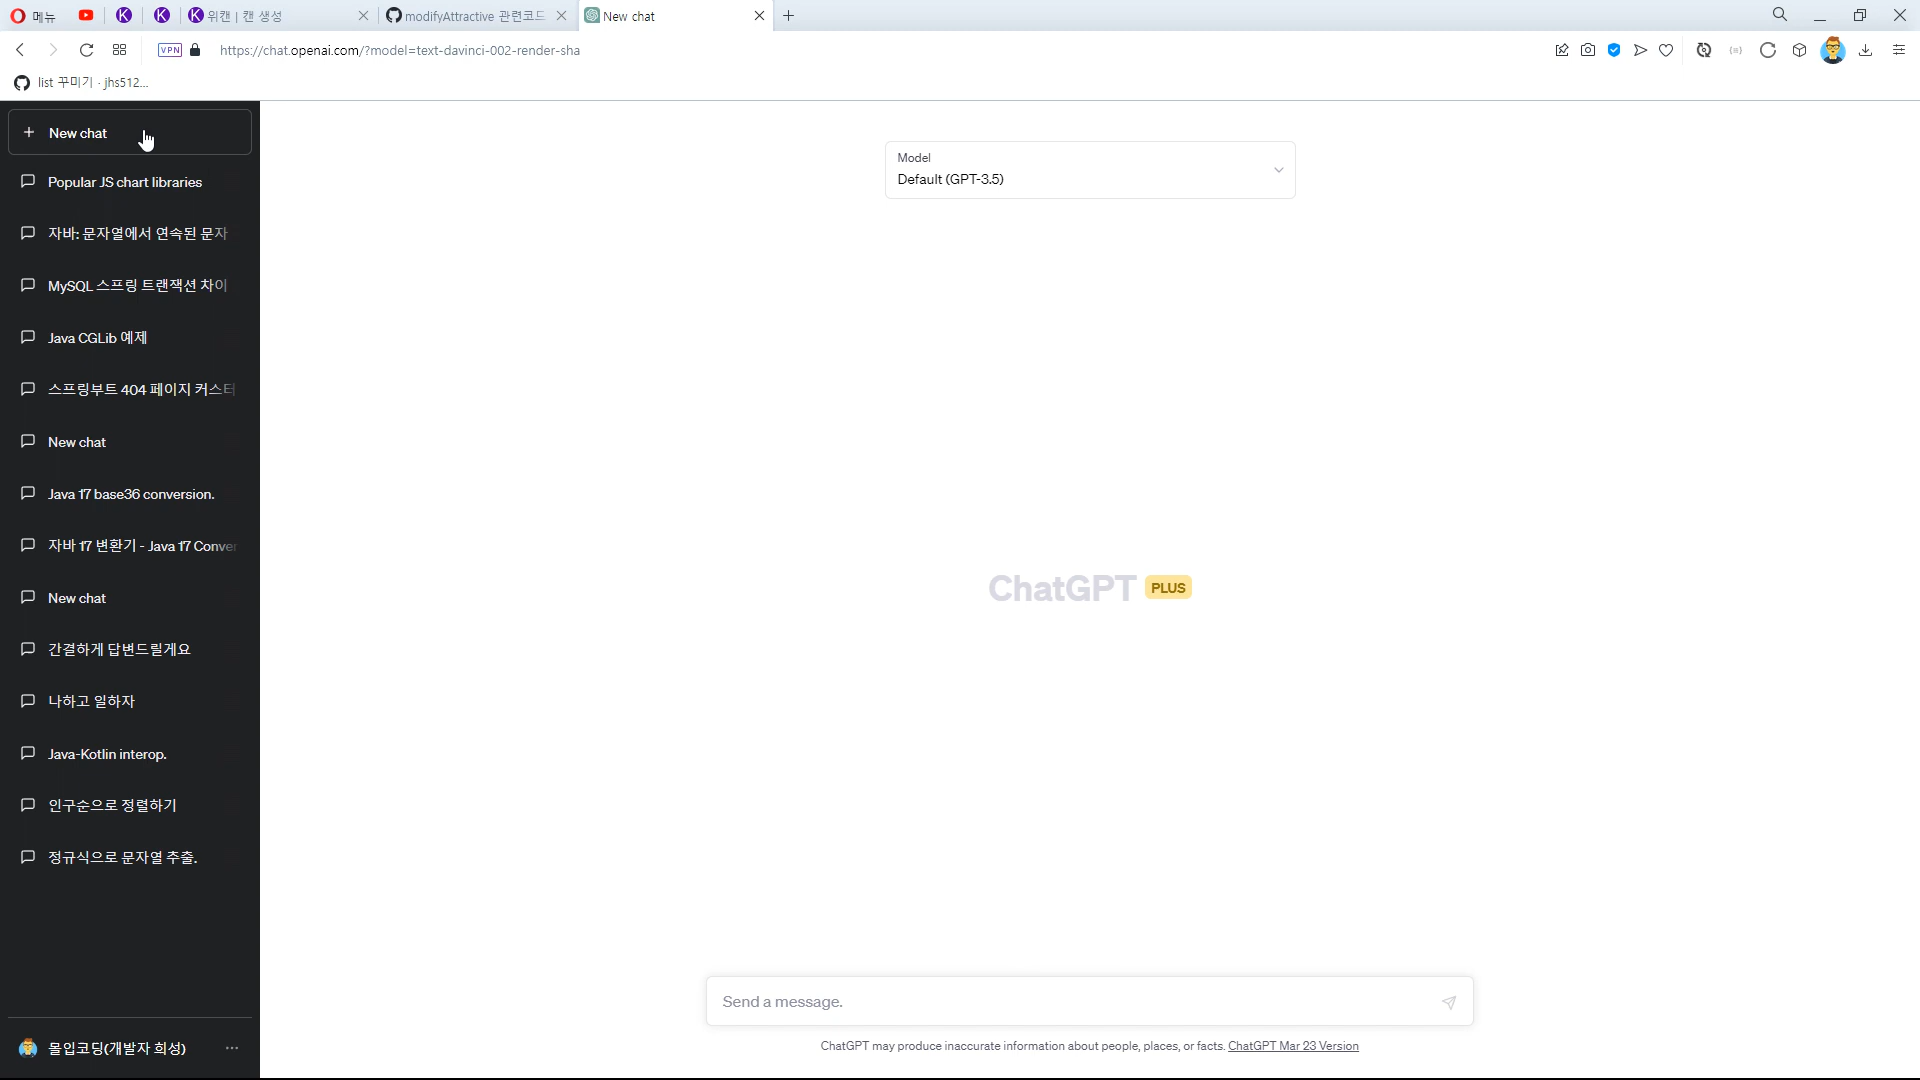 메뉴
위캔 | 캔 생성
modifyAttractive 관련코드
New chat
VPN
https://chat.openai.com/?model=text-davinci-002-render-sha
list 꾸미기 · jhs512...
New chat
Popular JS chart libraries
자바: 문자열에서 연속된 문자
MySQL 스프링 트랜잭션 차이
Java CGLib 예제
스프링부트 404 페이지 커스터
New chat
Java 17 base36 conversion.
자바 17 변환기 - Java 17 Conver
New chat
간결하게 답변드릴게요
나하고 일하자
Java-Kotlin interop.
인구순으로 정렬하기
정규식으로 문자열 추출.
몰입코딩(개발자 희성)
Model
Default (GPT-3.5)
ChatGPT PLUS
Send a message.
ChatGPT may produce inaccurate information about people, places, or facts. ChatGPT Mar 23 Version